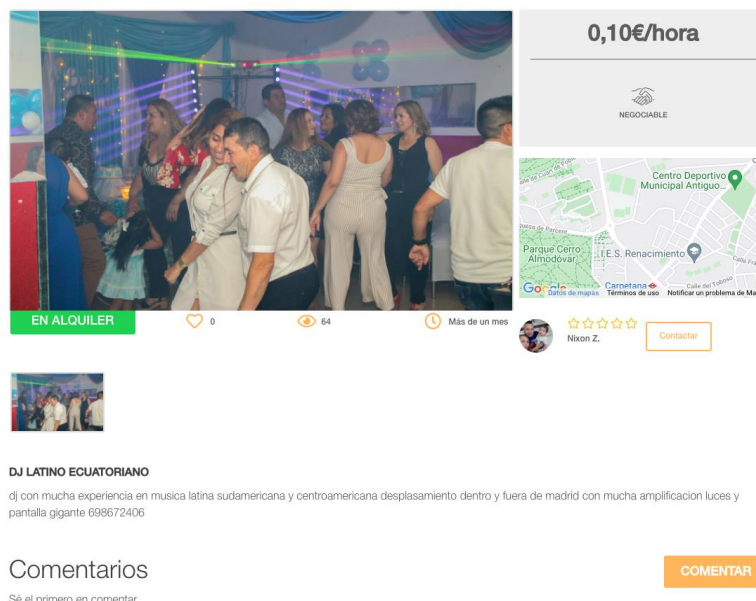 0,10€/hora
NEGOCIABLE
Centro Deportivo
Municipal Antiguo...
Parque Cerro
Almodóvar
I.E.S. Renacimiento
Carpetana
Calle del Toboso
Google
Datos de mapas
Términos de uso
Notificar un problema de Ma
EN ALQUILER
0
64
Más de un mes
Nixon Z.
Contactar
DJ LATINO ECUATORIANO
dj con mucha experiencia en musica latina sudamericana y centroamericana desplasamiento dentro y fuera de madrid con mucha amplificacion luces y
pantalla gigante 698672406
Comentarios
COMENTAR
Sé el primero en comentar